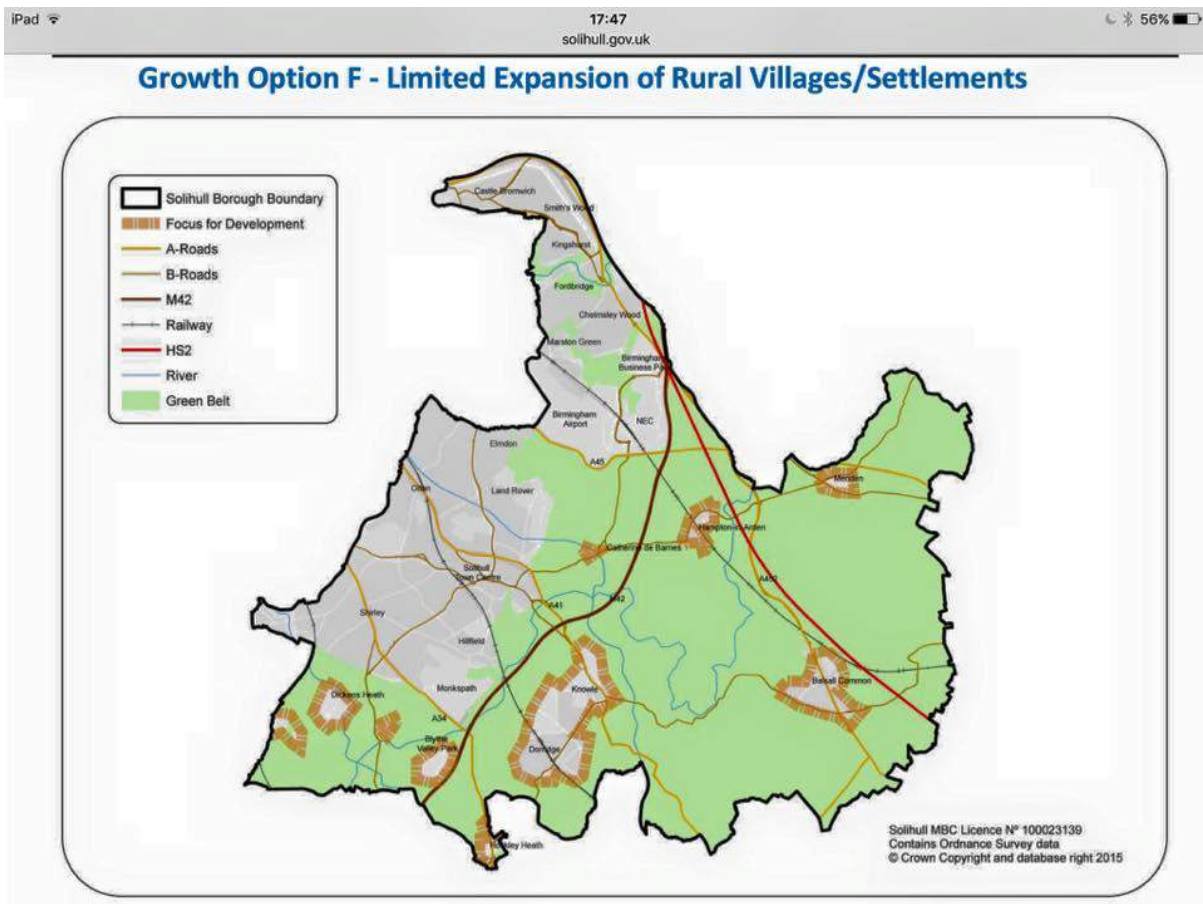 iPad
17:47
56%
solihull.gov.uk
Growth Option F - Limited Expansion of Rural Villages/Settlements
Solihull Borough Boundary
Focus for Development
A-Roads
B-Roads
M42
Railway
HS2
River
Green Belt
Castle Bromwich
Smith's Wood
Kingshurst
Fordbridge
Chelmsley Wood
Marston Green
Birmingham
Business Pa
Birmingham
Airport
NEC
Elmdon
A45
Land Rover
Olton
Meriden
Hampton-in-Arden
Catherine de Barnes
Solihull
Town Centre
A452
A41
M42
Shirley
Hillfield
Knowle
Balsall Common
Dickens Heath
Monkspath
A34
Blythe
Valley Park
Dorridge
Hockley Heath
Solihull MBC Licence Nº 100023139
Contains Ordnance Survey data
© Crown Copyright and database right 2015